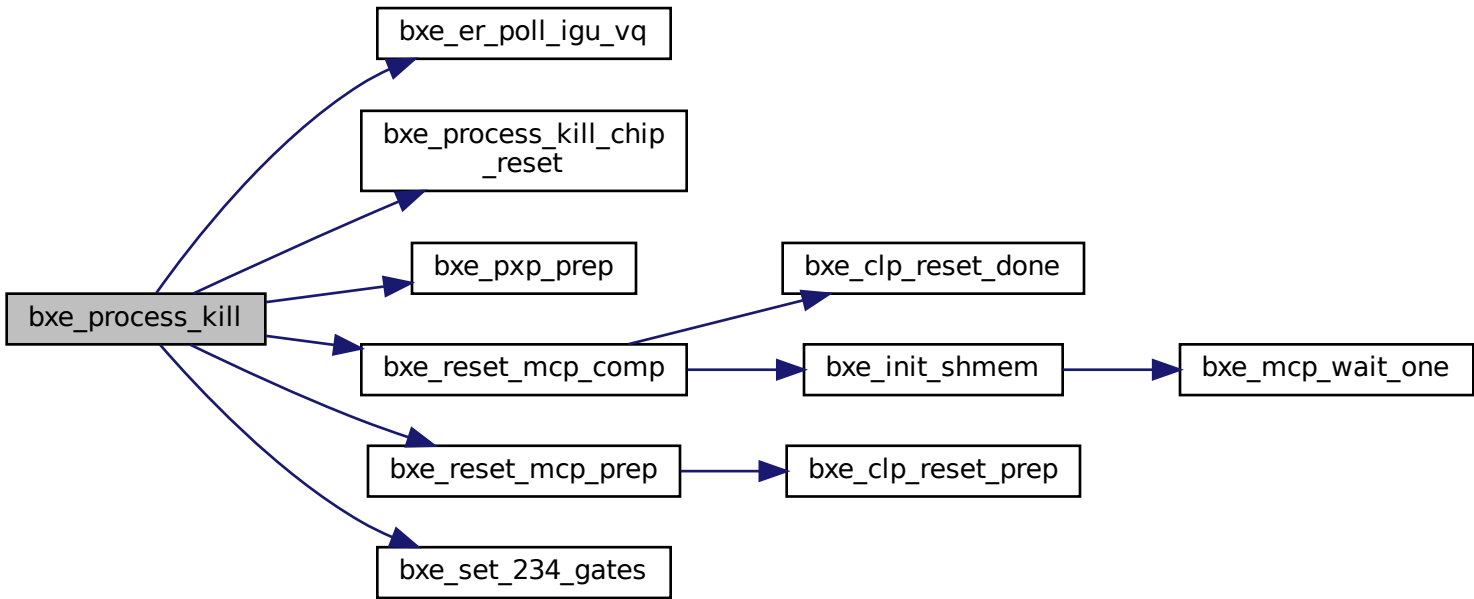 bxe_er_poll_igu_vq
bxe_process_kill_chip
_reset
bxe_pxp_prep
bxe_clp_reset_done
bxe_process_kill
bxe_reset_mcp_comp
bxe_init_shmem
bxe_mcp_wait_one
bxe_reset_mcp_prep
bxe_clp_reset_prep
bxe_set_234_gates